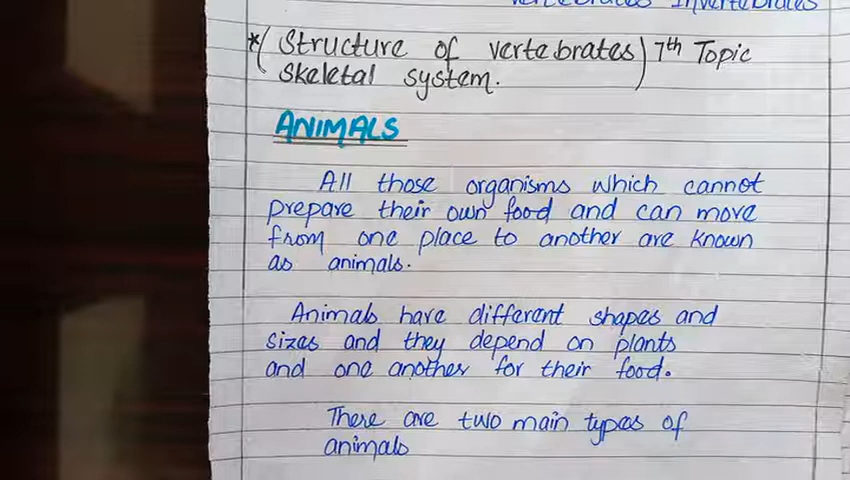 Vertebrates Invertebrates
*(Structure of vertebrates) 7th Topic
Skeletal system.
ANIMALS
All those organisms which cannot
prepare their own food and can move
from one place to another are known
as animals.
Animals have different shapes and
sizes and they depend on plants
and one another for their food.
There are two main types of
animals